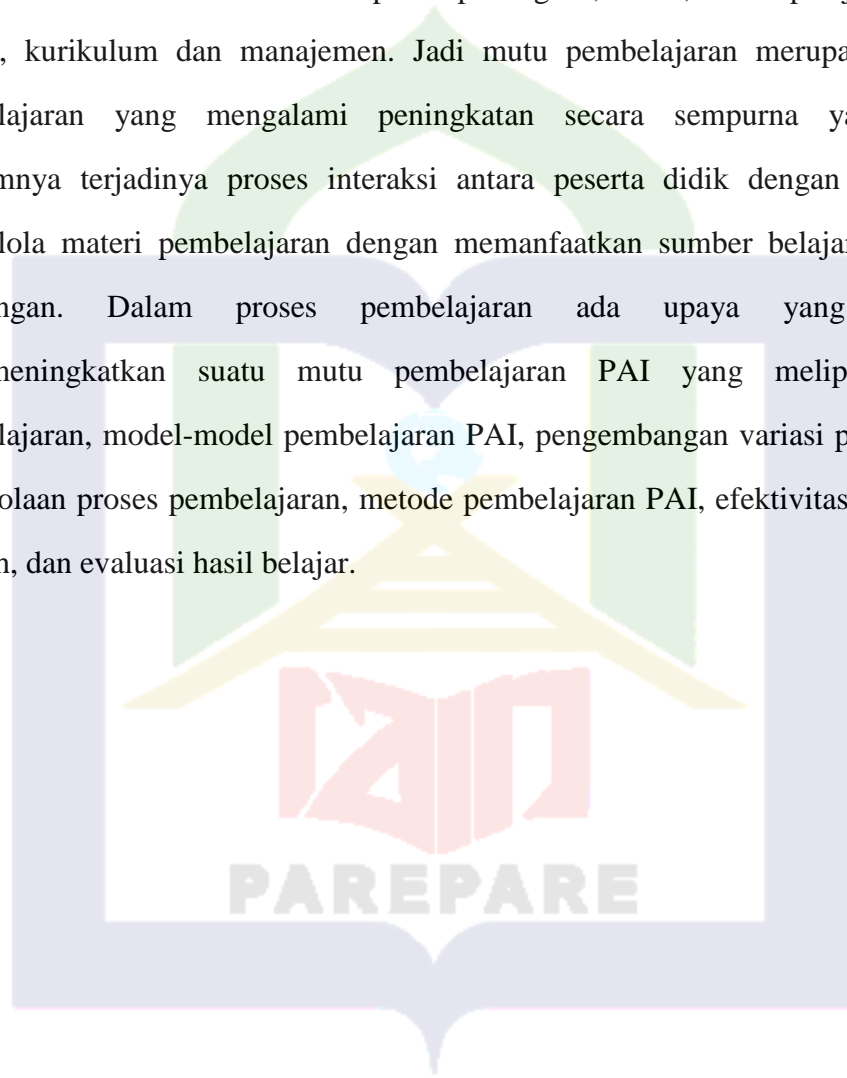 , kurikulum dan manajemen. Jadi mutu pembelajaran merupa
lajaran yang mengalami peningkatan secara sempurna ya
mnya terjadinya proses interaksi antara peserta didik dengan
lola materi pembelajaran dengan memanfaatkan sumber belajar
ngan. Dalam proses pembelajaran ada upaya yang
meningkatkan suatu mutu pembelajaran PAI yang melip
lajaran, model-model pembelajaran PAI, pengembangan variasi p
olaan proses pembelajaran, metode pembelajaran PAI, efektivitas
n, dan evaluasi hasil belajar.
iain
PAREPARE